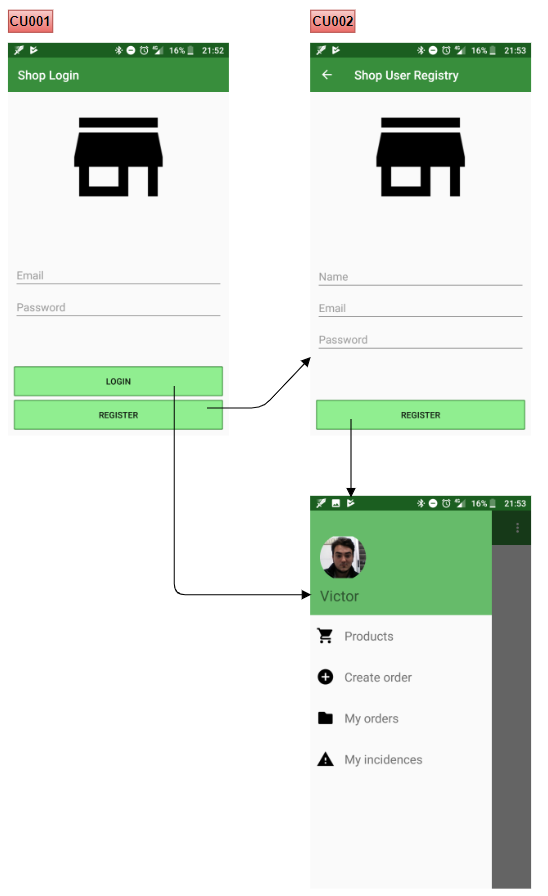 CU001
CU002
16% 21:52
Shop Login
Email
Password
LOGIN
REGISTER
16% 21:53
Shop User Registry
Name
Email
Password
REGISTER
16% 21:53
Victor
Products
Create order
My orders
My incidences